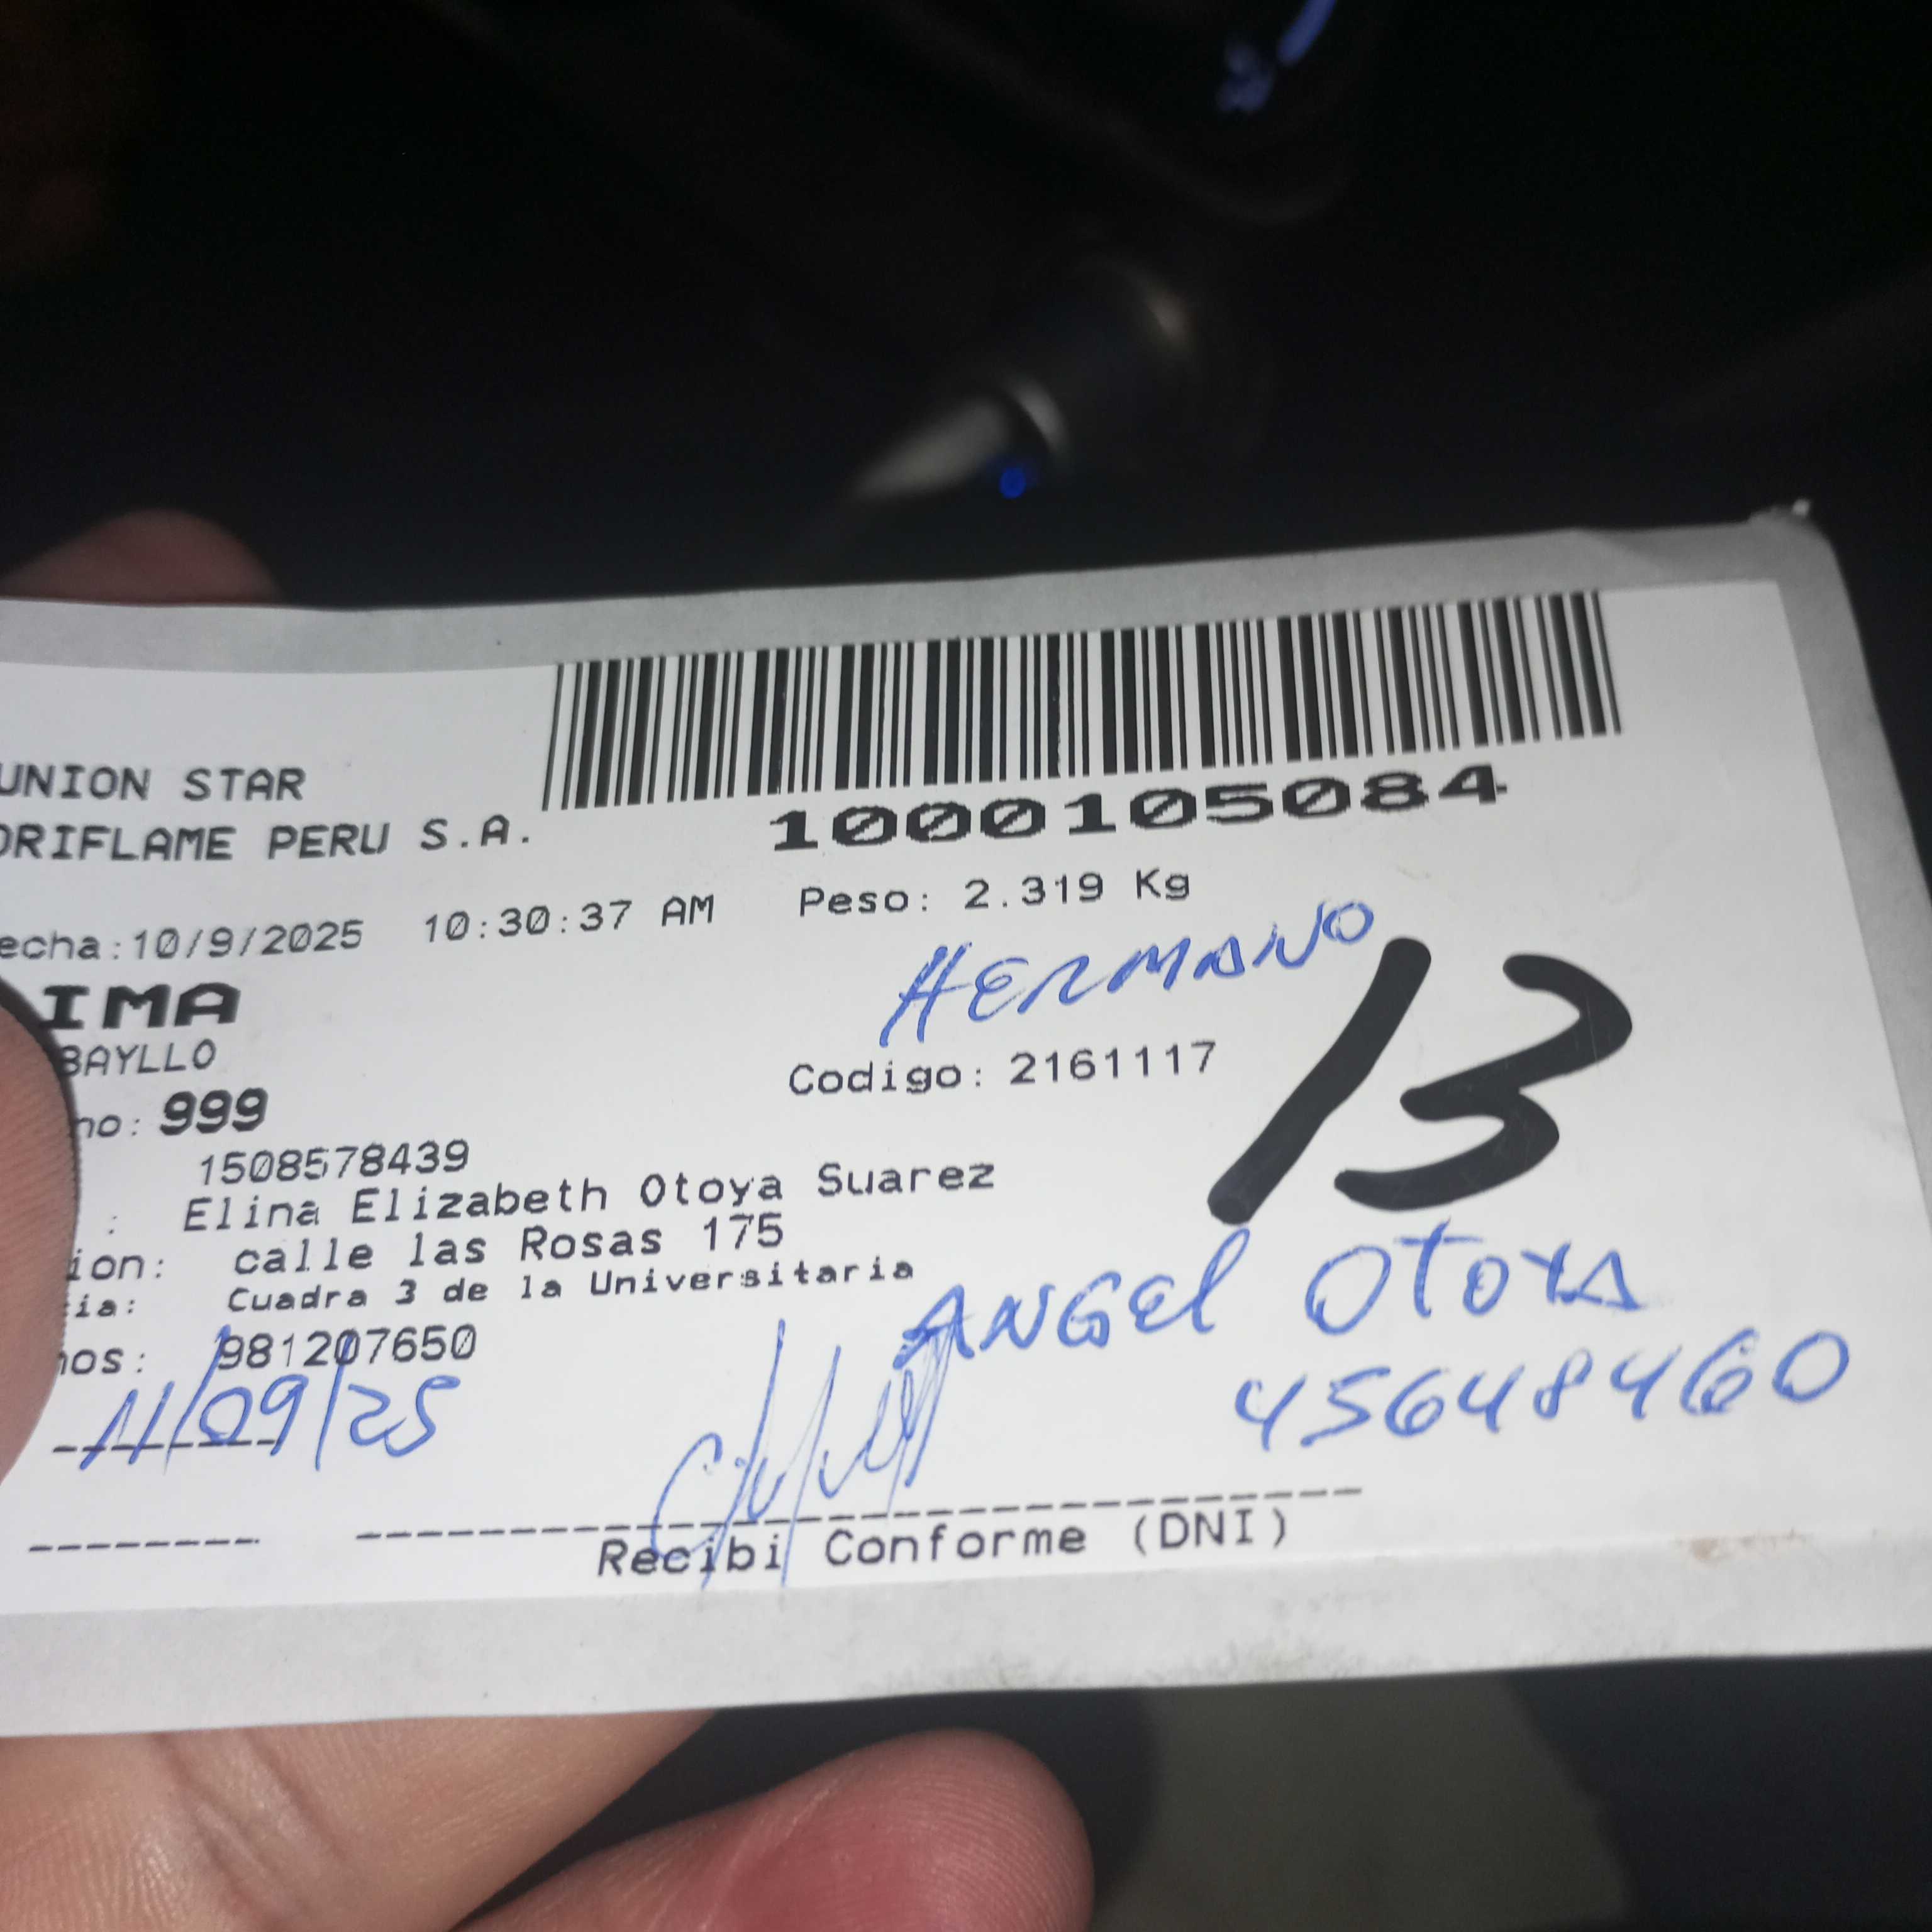 UNION STAR
ORIFLAME PERU S.A.
1000105084
echa:10/9/2025 10:30:37 AM Peso: 2.319 Kg
HERMANO
IMA
BAYLLO
Codigo: 2161117
13
no: 999
1508578439
: Elina Elizabeth Otoya Suarez
ion: calle las Rosas 175
ia: Cuadra 3 de la Universitaria
ANGEl OtOYA
nos: 981207650
45648460
11/09/25
Recibi Conforme (DNI)